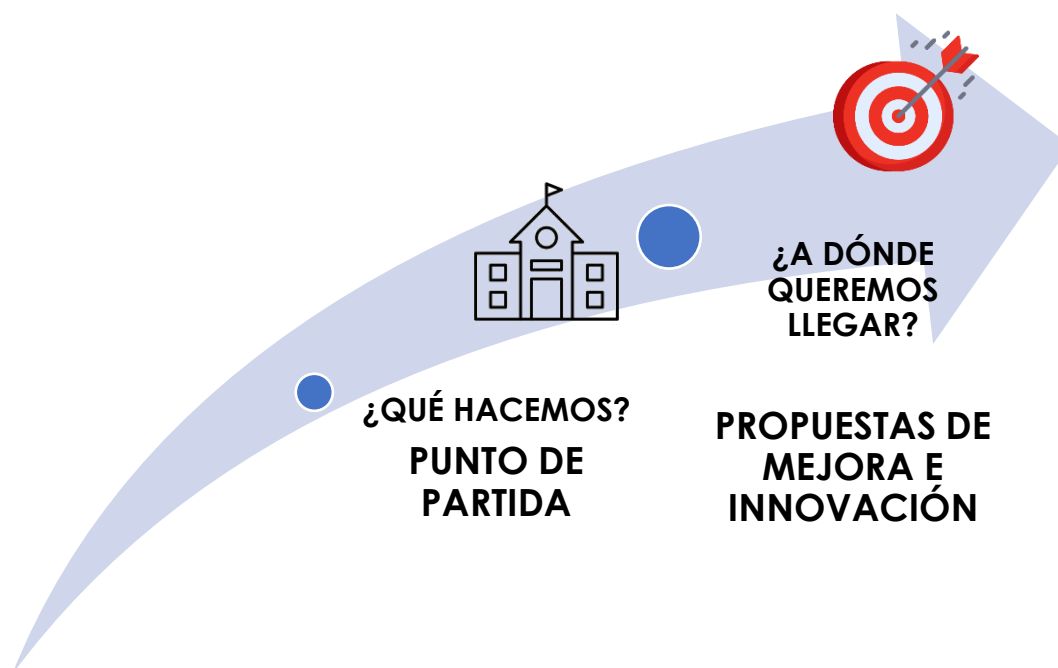 ¿QUÉ HACEMOS?
PUNTO DE
PARTIDA
¿A DÓNDE
QUEREMOS
LLEGAR?
PROPUESTAS DE
MEJORA E
INNOVACIÓN